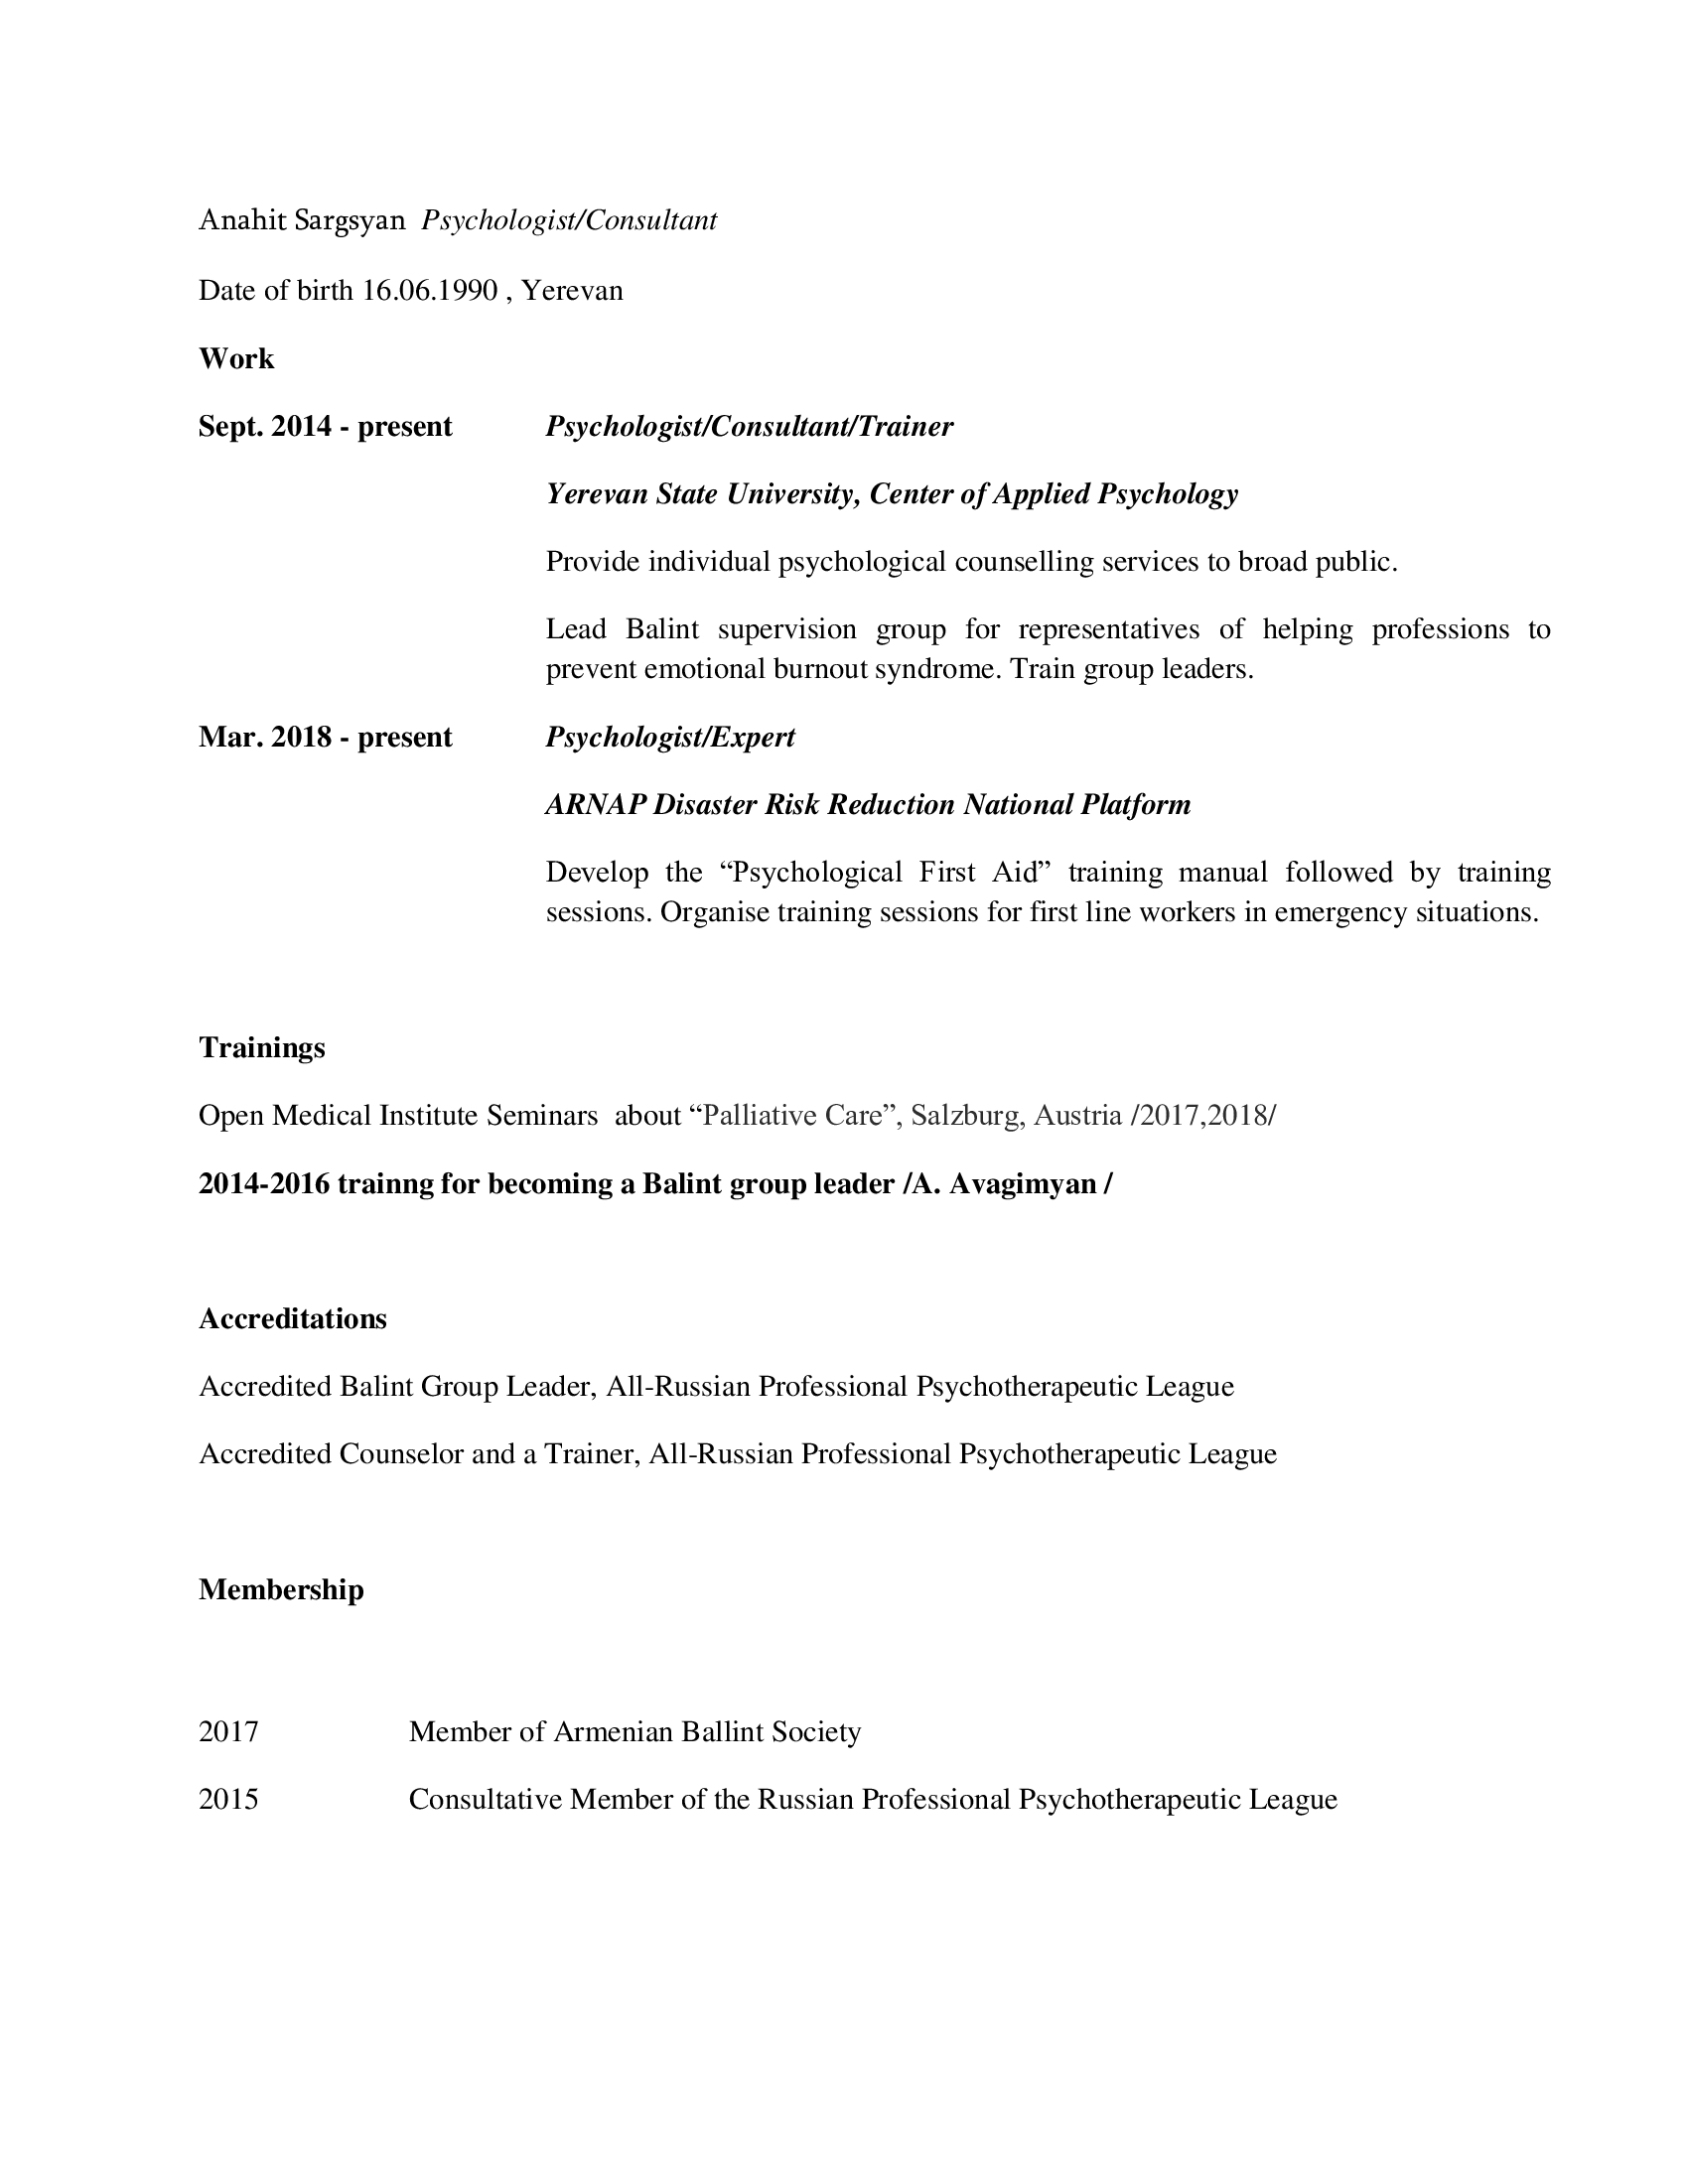 Anahit Sargsyan Psychologist/Consultant
Date of birth 16.06.1990 , Yerevan
Work
Sept. 2014 - present Psychologist/Consultant/Trainer
Yerevan State University, Center of Applied Psychology
Provide individual psychological counselling services to broad public.
Lead Balint supervision group for representatives of helping professions to
prevent emotional burnout syndrome. Train group leaders.
Mar. 2018 - present Psychologist/Expert
ARNAP Disaster Risk Reduction National Platform
Develop the “Psychological First Aid” training manual followed by training
sessions. Organise training sessions for first line workers in emergency situations.
Trainings
Open Medical Institute Seminars about “Palliative Care”, Salzburg, Austria /2017,2018/
2014-2016 trainng for becoming a Balint group leader /A. Avagimyan /
Accreditations
Accredited Balint Group Leader, All-Russian Professional Psychotherapeutic League
Accredited Counselor and a Trainer, All-Russian Professional Psychotherapeutic League
Membership
2017 Member of Armenian Ballint Society
2015 Consultative Member of the Russian Professional Psychotherapeutic League